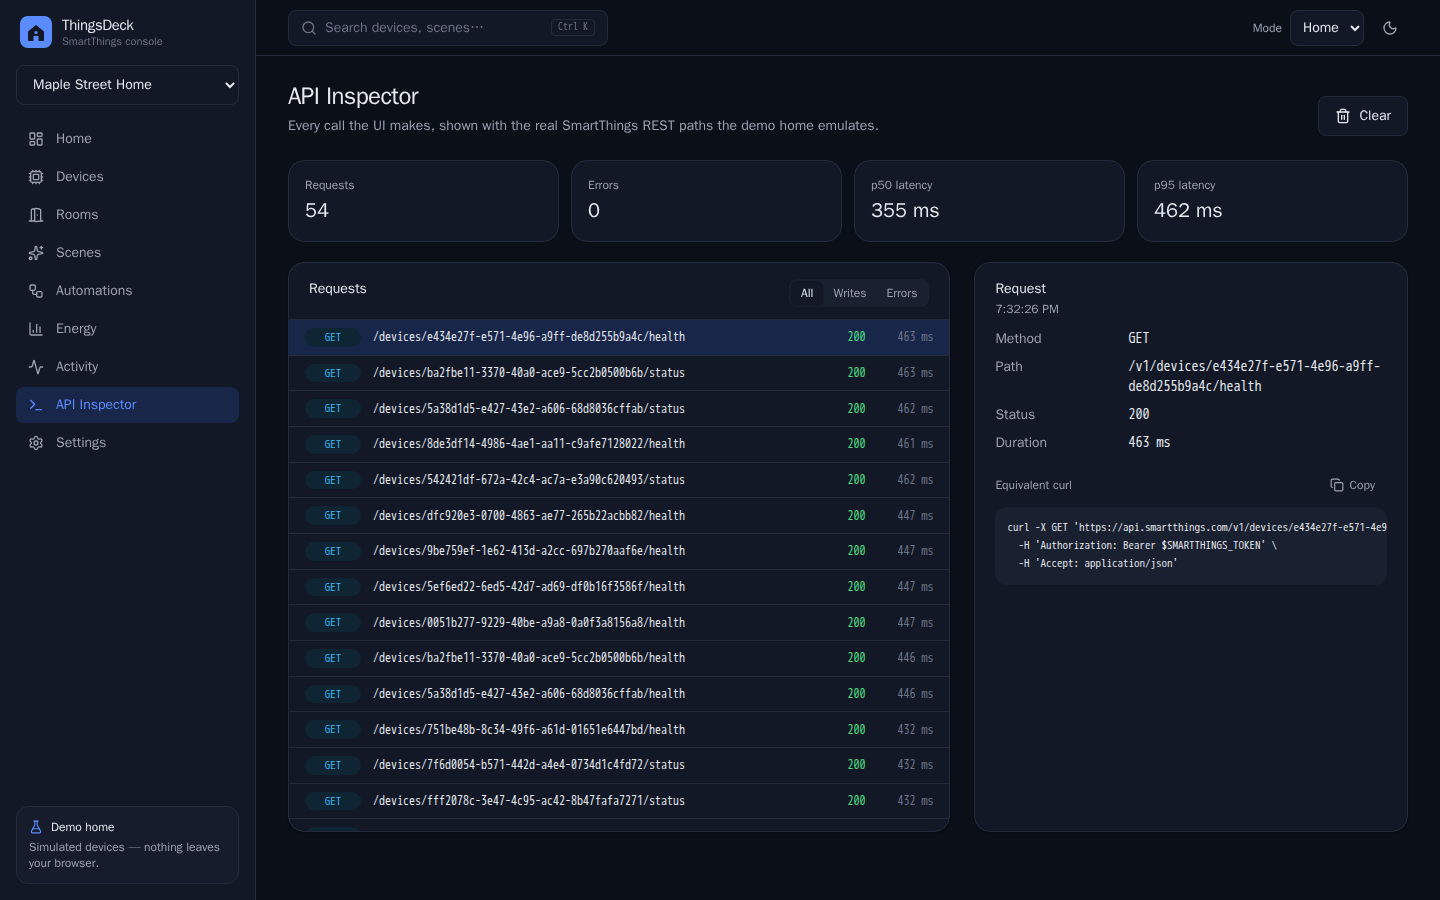 ThingsDeck
SmartThings console
Maple Street Home
Home
Devices
Rooms
Scenes
Automations
Energy
Activity
API Inspector
Settings
Demo home
Simulated devices — nothing leaves
your browser.
Search devices, scenes···
Ctrl K
Mode
Home
API Inspector
Every call the UI makes, shown with the real SmartThings REST paths the demo home emulates.
Clear
Requests
54
Errors
0
p50 latency
355 ms
p95 latency
462 ms
Requests
All Writes Errors
GET /devices/e434e27f-e571-4e96-a9ff-de8d255b9a4c/health 200 463 ms
GET /devices/ba2fbe11-3370-40a0-ace9-5cc2b0500b6b/status 200 463 ms
GET /devices/5a38d1d5-e427-43e2-a606-68d8036cffab/status 200 462 ms
GET /devices/8de3df14-4986-4ae1-aa11-c9afe7128022/health 200 461 ms
GET /devices/542421df-672a-42c4-ac7a-e3a90c620493/status 200 462 ms
GET /devices/dfc920e3-0700-4863-ae77-265b22acbb82/health 200 447 ms
GET /devices/9be759ef-1e62-413d-a2cc-697b270aaf6e/health 200 447 ms
GET /devices/5ef6ed22-6ed5-42d7-ad69-df0b16f3586f/health 200 447 ms
GET /devices/0051b277-9229-40be-a9a8-0a0f3a8156a8/health 200 447 ms
GET /devices/ba2fbe11-3370-40a0-ace9-5cc2b0500b6b/health 200 446 ms
GET /devices/5a38d1d5-e427-43e2-a606-68d8036cffab/health 200 446 ms
GET /devices/751be48b-8c34-49f6-a61d-01651e6447bd/health 200 432 ms
GET /devices/7f6d0054-b571-442d-a4e4-0734d1c4fd72/status 200 432 ms
GET /devices/fff2078c-3e47-4c95-ac42-8b47fafa7271/status 200 432 ms
Request
7:32:26 PM
Method GET
Path /v1/devices/e434e27f-e571-4e96-a9ff-
de8d255b9a4c/health
Status 200
Duration 463 ms
Equivalent curl
Copy
curl -X GET 'https://api.smartthings.com/v1/devices/e434e27f-e571-4e9
-H 'Authorization: Bearer $SMARTTHINGS_TOKEN' \
-H 'Accept: application/json'